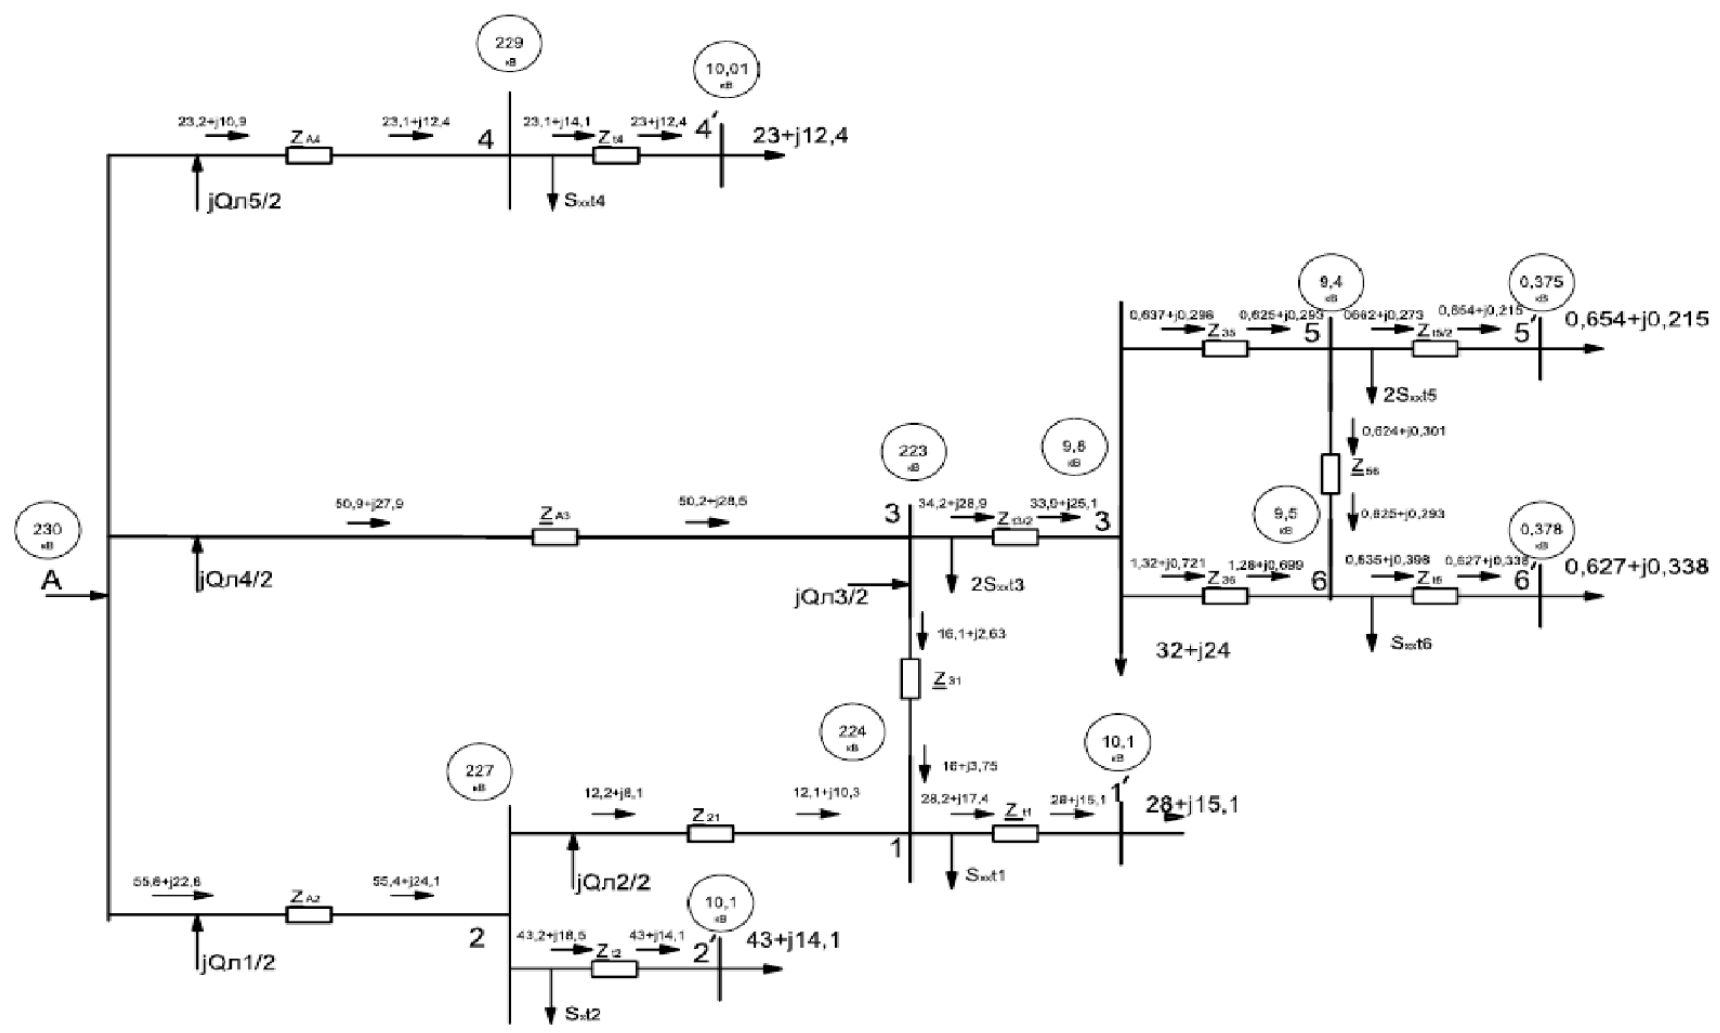 229
кВ
10,01
кВ
23,2+j10,9
Z A4
23,1+j12,4
4
23,1+j14,1
Z t4
23+j12,4
4′
23+j12,4
jQл5/2
Sxxt4
9,4
кВ
0,375
кВ
0,637+j0,296
Z 35
0,625+j0,293
5
0662+j0,273
Z t5/2
0,654+j0,215
5′
0,654+j0,215
2Sxxt5
0,624+j0,301
Z 56
0,625+j0,293
223
кВ
9,6
кВ
230
кВ
A
50,9+j27,9
Z A3
50,2+j28,5
3
34,2+j28,9
Z t3/2
33,9+j25,1
3
9,5
кВ
0,378
кВ
jQл4/2
jQл3/2
2Sxxt3
1,32+j0,721
Z 36
1,28+j0,699
6
0,635+j0,398
Z t6
0,627+j0,338
6′
0,627+j0,338
16,1+j2,63
Z 31
32+j24
Sxxt6
224
кВ
10,1
кВ
227
кВ
16+j3,75
12,2+j8,1
Z 21
12,1+j10,3
1
28,2+j17,4
Z t1
28+j15,1
1′
28+j15,1
jQл2/2
Sxxt1
55,6+j22,6
Z A2
55,4+j24,1
2
10,1
кВ
43,2+j18,5
Z t2
43+j14,1
2′
43+j14,1
jQл1/2
Sxt2